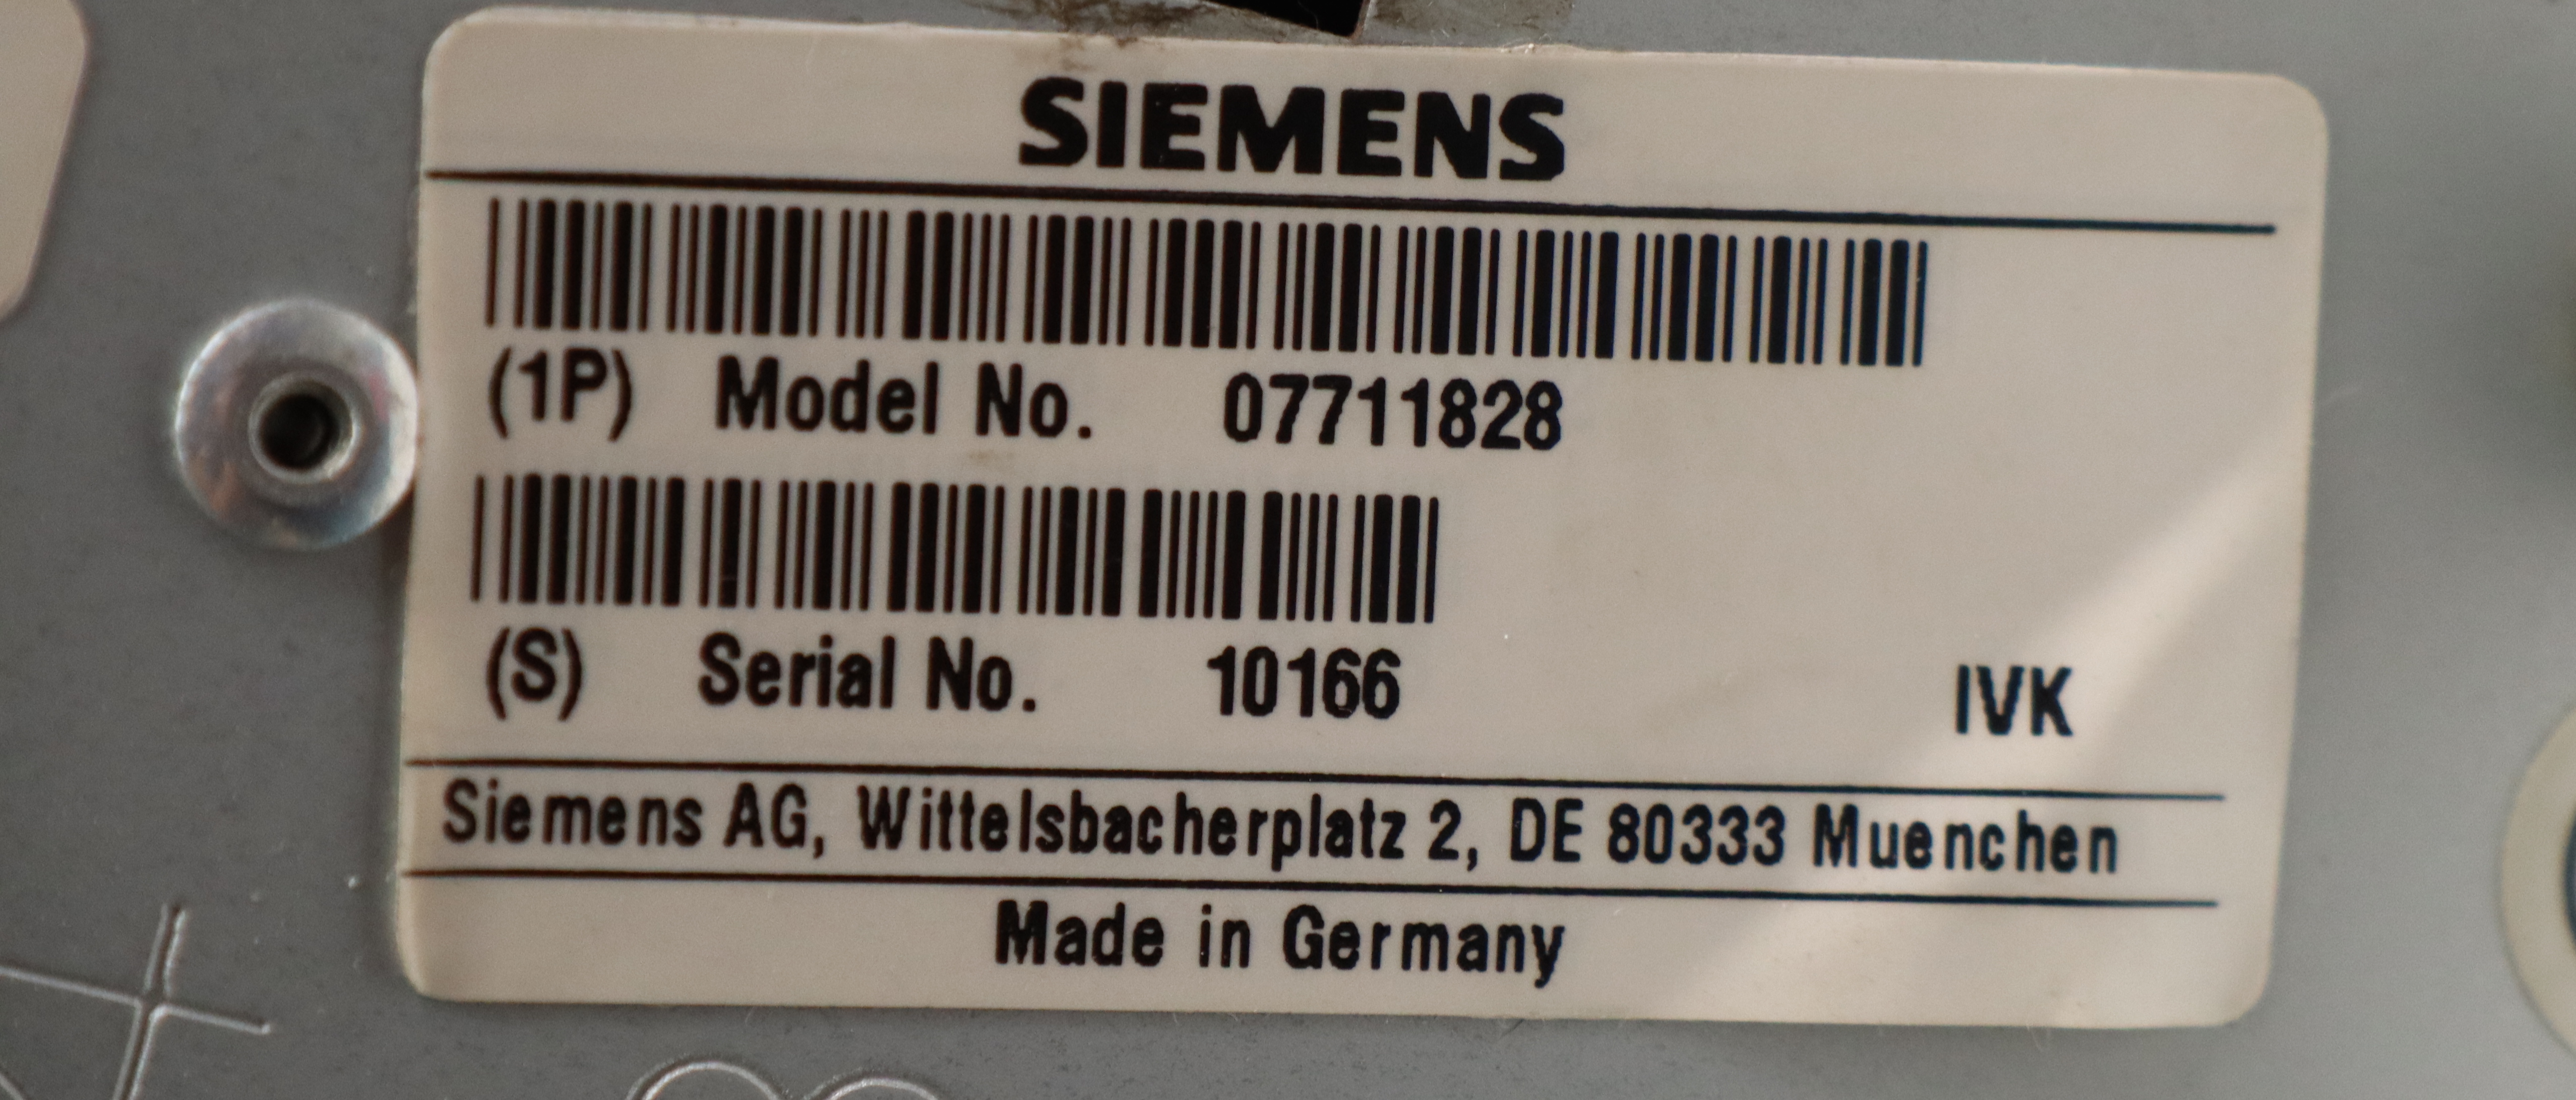 SIEMENS
(1P) Model No. 07711828
(S) Serial No. 10166 IVK
Siemens AG, Wittelsbacherplatz 2, DE 80333 Muenchen
Made in Germany